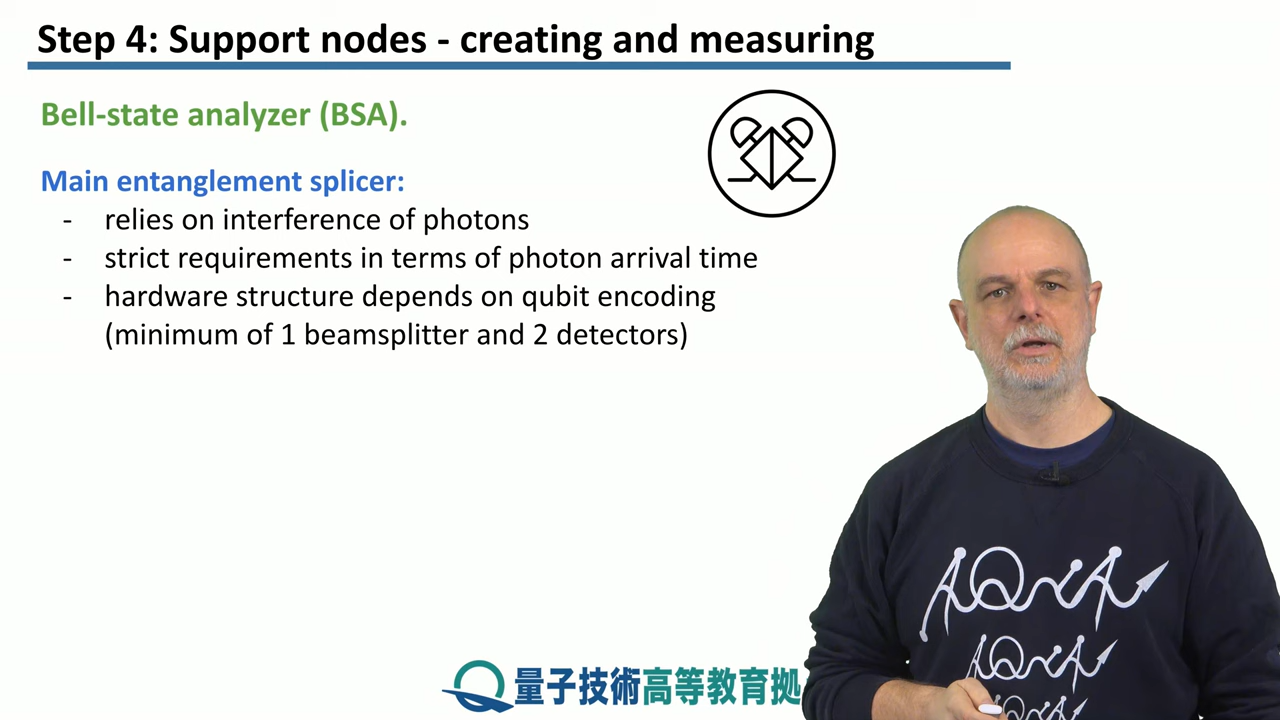 Step 4: Support nodes - creating and measuring
Bell-state analyzer (BSA).
Main entanglement splicer:
- relies on interference of photons
- strict requirements in terms of photon arrival time
- hardware structure depends on qubit encoding
(minimum of 1 beamsplitter and 2 detectors)
量子技術高等教育拠